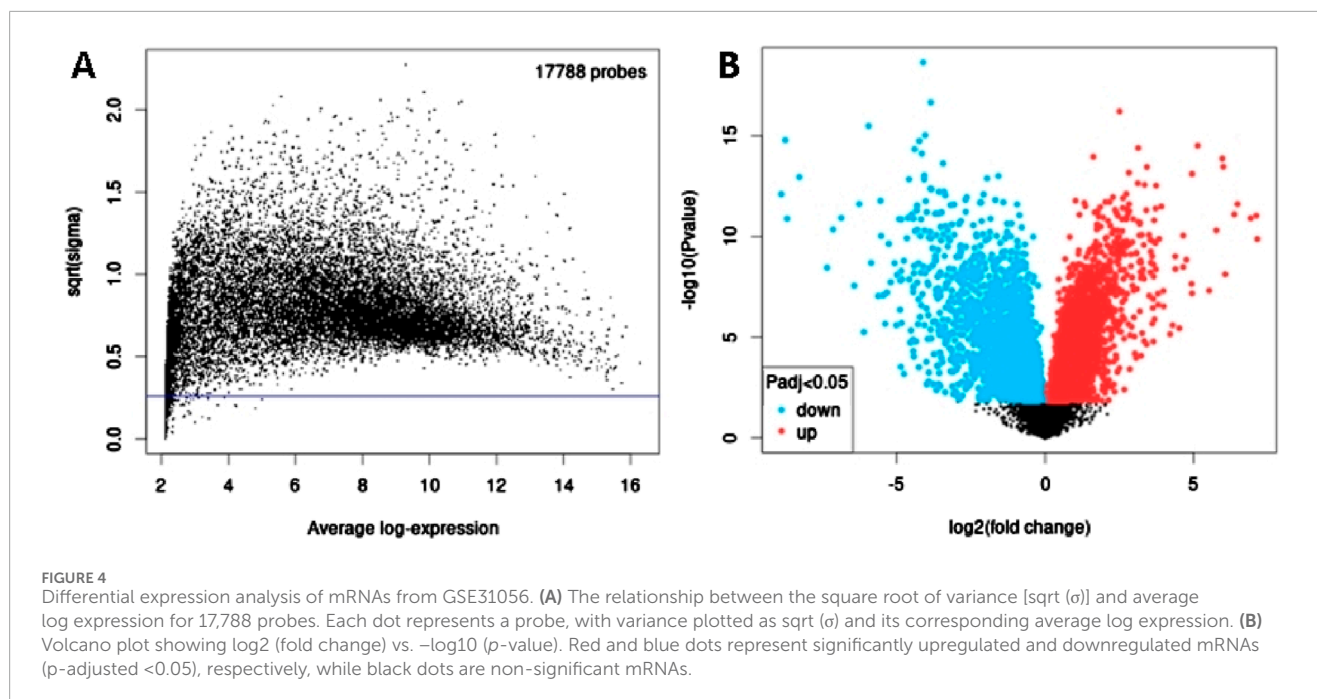 A
17788 probes
sqrt(sigma)
2.0
1.5
1.0
0.5
0.0
2 4 6 8 10 12 14 16
Average log-expression
B
-log10(Pvalue)
15
10
5
0
Padj<0.05
down
up
-5 0 5
log2(fold change)
FIGURE 4
Differential expression analysis of mRNAs from GSE31056. (A) The relationship between the square root of variance [sqrt (σ)] and average
log expression for 17,788 probes. Each dot represents a probe, with variance plotted as sqrt (σ) and its corresponding average log expression. (B)
Volcano plot showing log2 (fold change) vs. –log10 (p-value). Red and blue dots represent significantly upregulated and downregulated mRNAs
(p-adjusted <0.05), respectively, while black dots are non-significant mRNAs.